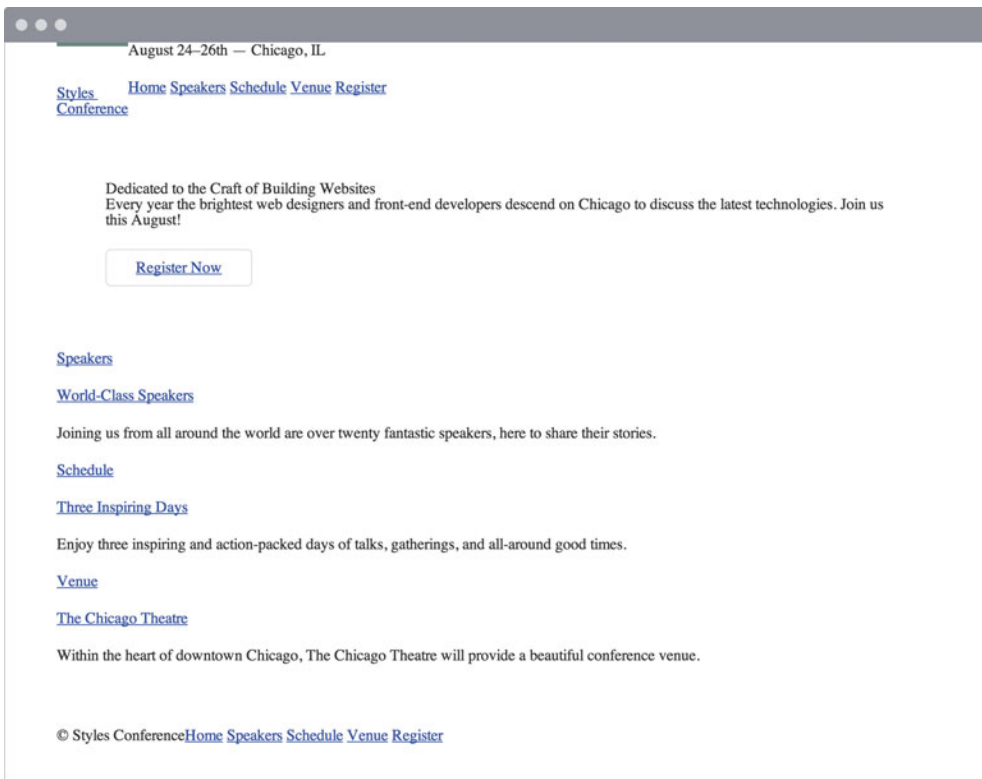 August 24–26th — Chicago, IL
Home Speakers Schedule Venue Register
Styles
Conference
Dedicated to the Craft of Building Websites
Every year the brightest web designers and front-end developers descend on Chicago to discuss the latest technologies. Join us
this August!
Register Now
Speakers
World-Class Speakers
Joining us from all around the world are over twenty fantastic speakers, here to share their stories.
Schedule
Three Inspiring Days
Enjoy three inspiring and action-packed days of talks, gatherings, and all-around good times.
Venue
The Chicago Theatre
Within the heart of downtown Chicago, The Chicago Theatre will provide a beautiful conference venue.
© Styles ConferenceHome Speakers Schedule Venue Register